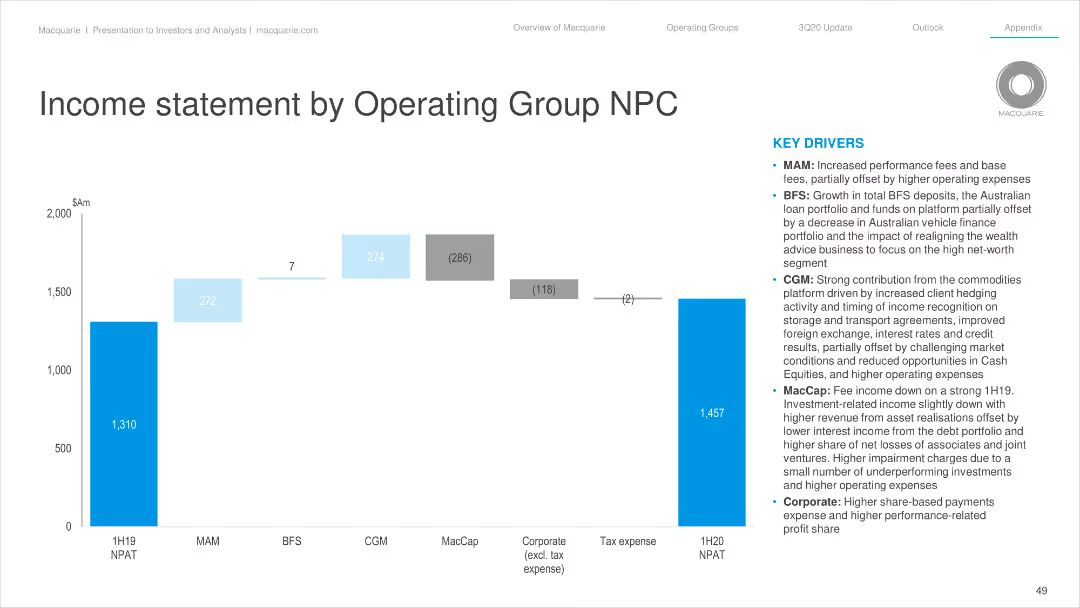 Macquarie | Presentation to Investors and Analysts | macquarie.com
Overview of Macquarie
Operating Groups
3Q20 Update
Outlook
Appendix
MACQUARIE
Income statement by Operating Group NPC
$Am
2,000
1,500
1,000
500
0
1,310
272
7
274
(286)
(118)
(2)
1,457
1H19
NPAT
MAM
BFS
CGM
MacCap
Corporate
(excl. tax
expense)
Tax expense
1H20
NPAT
KEY DRIVERS
• MAM: Increased performance fees and base
fees, partially offset by higher operating expenses
• BFS: Growth in total BFS deposits, the Australian
loan portfolio and funds on platform partially offset
by a decrease in Australian vehicle finance
portfolio and the impact of realigning the wealth
advice business to focus on the high net-worth
segment
• CGM: Strong contribution from the commodities
platform driven by increased client hedging
activity and timing of income recognition on
storage and transport agreements, improved
foreign exchange, interest rates and credit
results, partially offset by challenging market
conditions and reduced opportunities in Cash
Equities, and higher operating expenses
• MacCap: Fee income down on a strong 1H19.
Investment-related income slightly down with
higher revenue from asset realisations offset by
lower interest income from the debt portfolio and
higher share of net losses of associates and joint
ventures. Higher impairment charges due to a
small number of underperforming investments
and higher operating expenses
• Corporate: Higher share-based payments
expense and higher performance-related
profit share
49